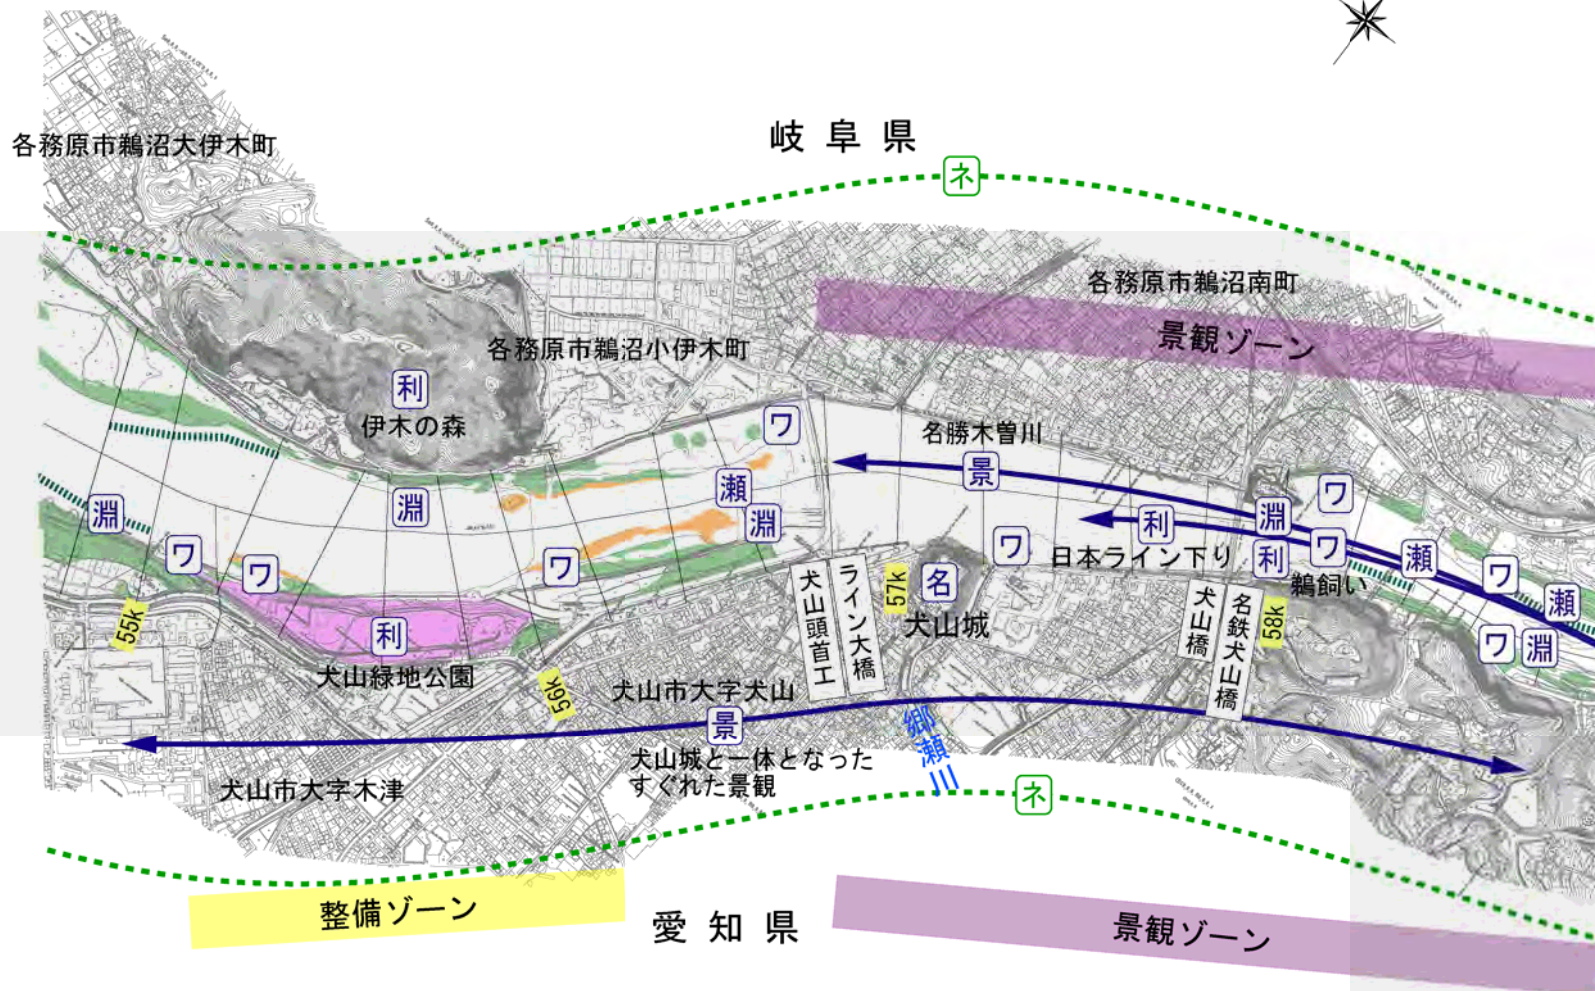 岐阜県
各務原市鵜沼大伊木町
ネ
各務原市鵜沼南町
景観ゾーン
各務原市鵜沼小伊木町
利
伊木の森
ワ
名勝木曽川
景
瀬
淵
淵
淵
ワ
ワ
ワ
ワ
利
日本ライン下り
淵
ワ
ワ
利
鵜飼い
瀬
ワ
瀬
ワ
淵
55k
利
犬山緑地公園
56k
犬山頭首工
ライン大橋
57k
名
犬山城
犬山橋
名鉄犬山橋
58k
犬山市大字犬山
景
犬山城と一体となった
すぐれた景観
郷瀬川
犬山市大字木津
ネ
整備ゾーン
愛知県
景観ゾーン